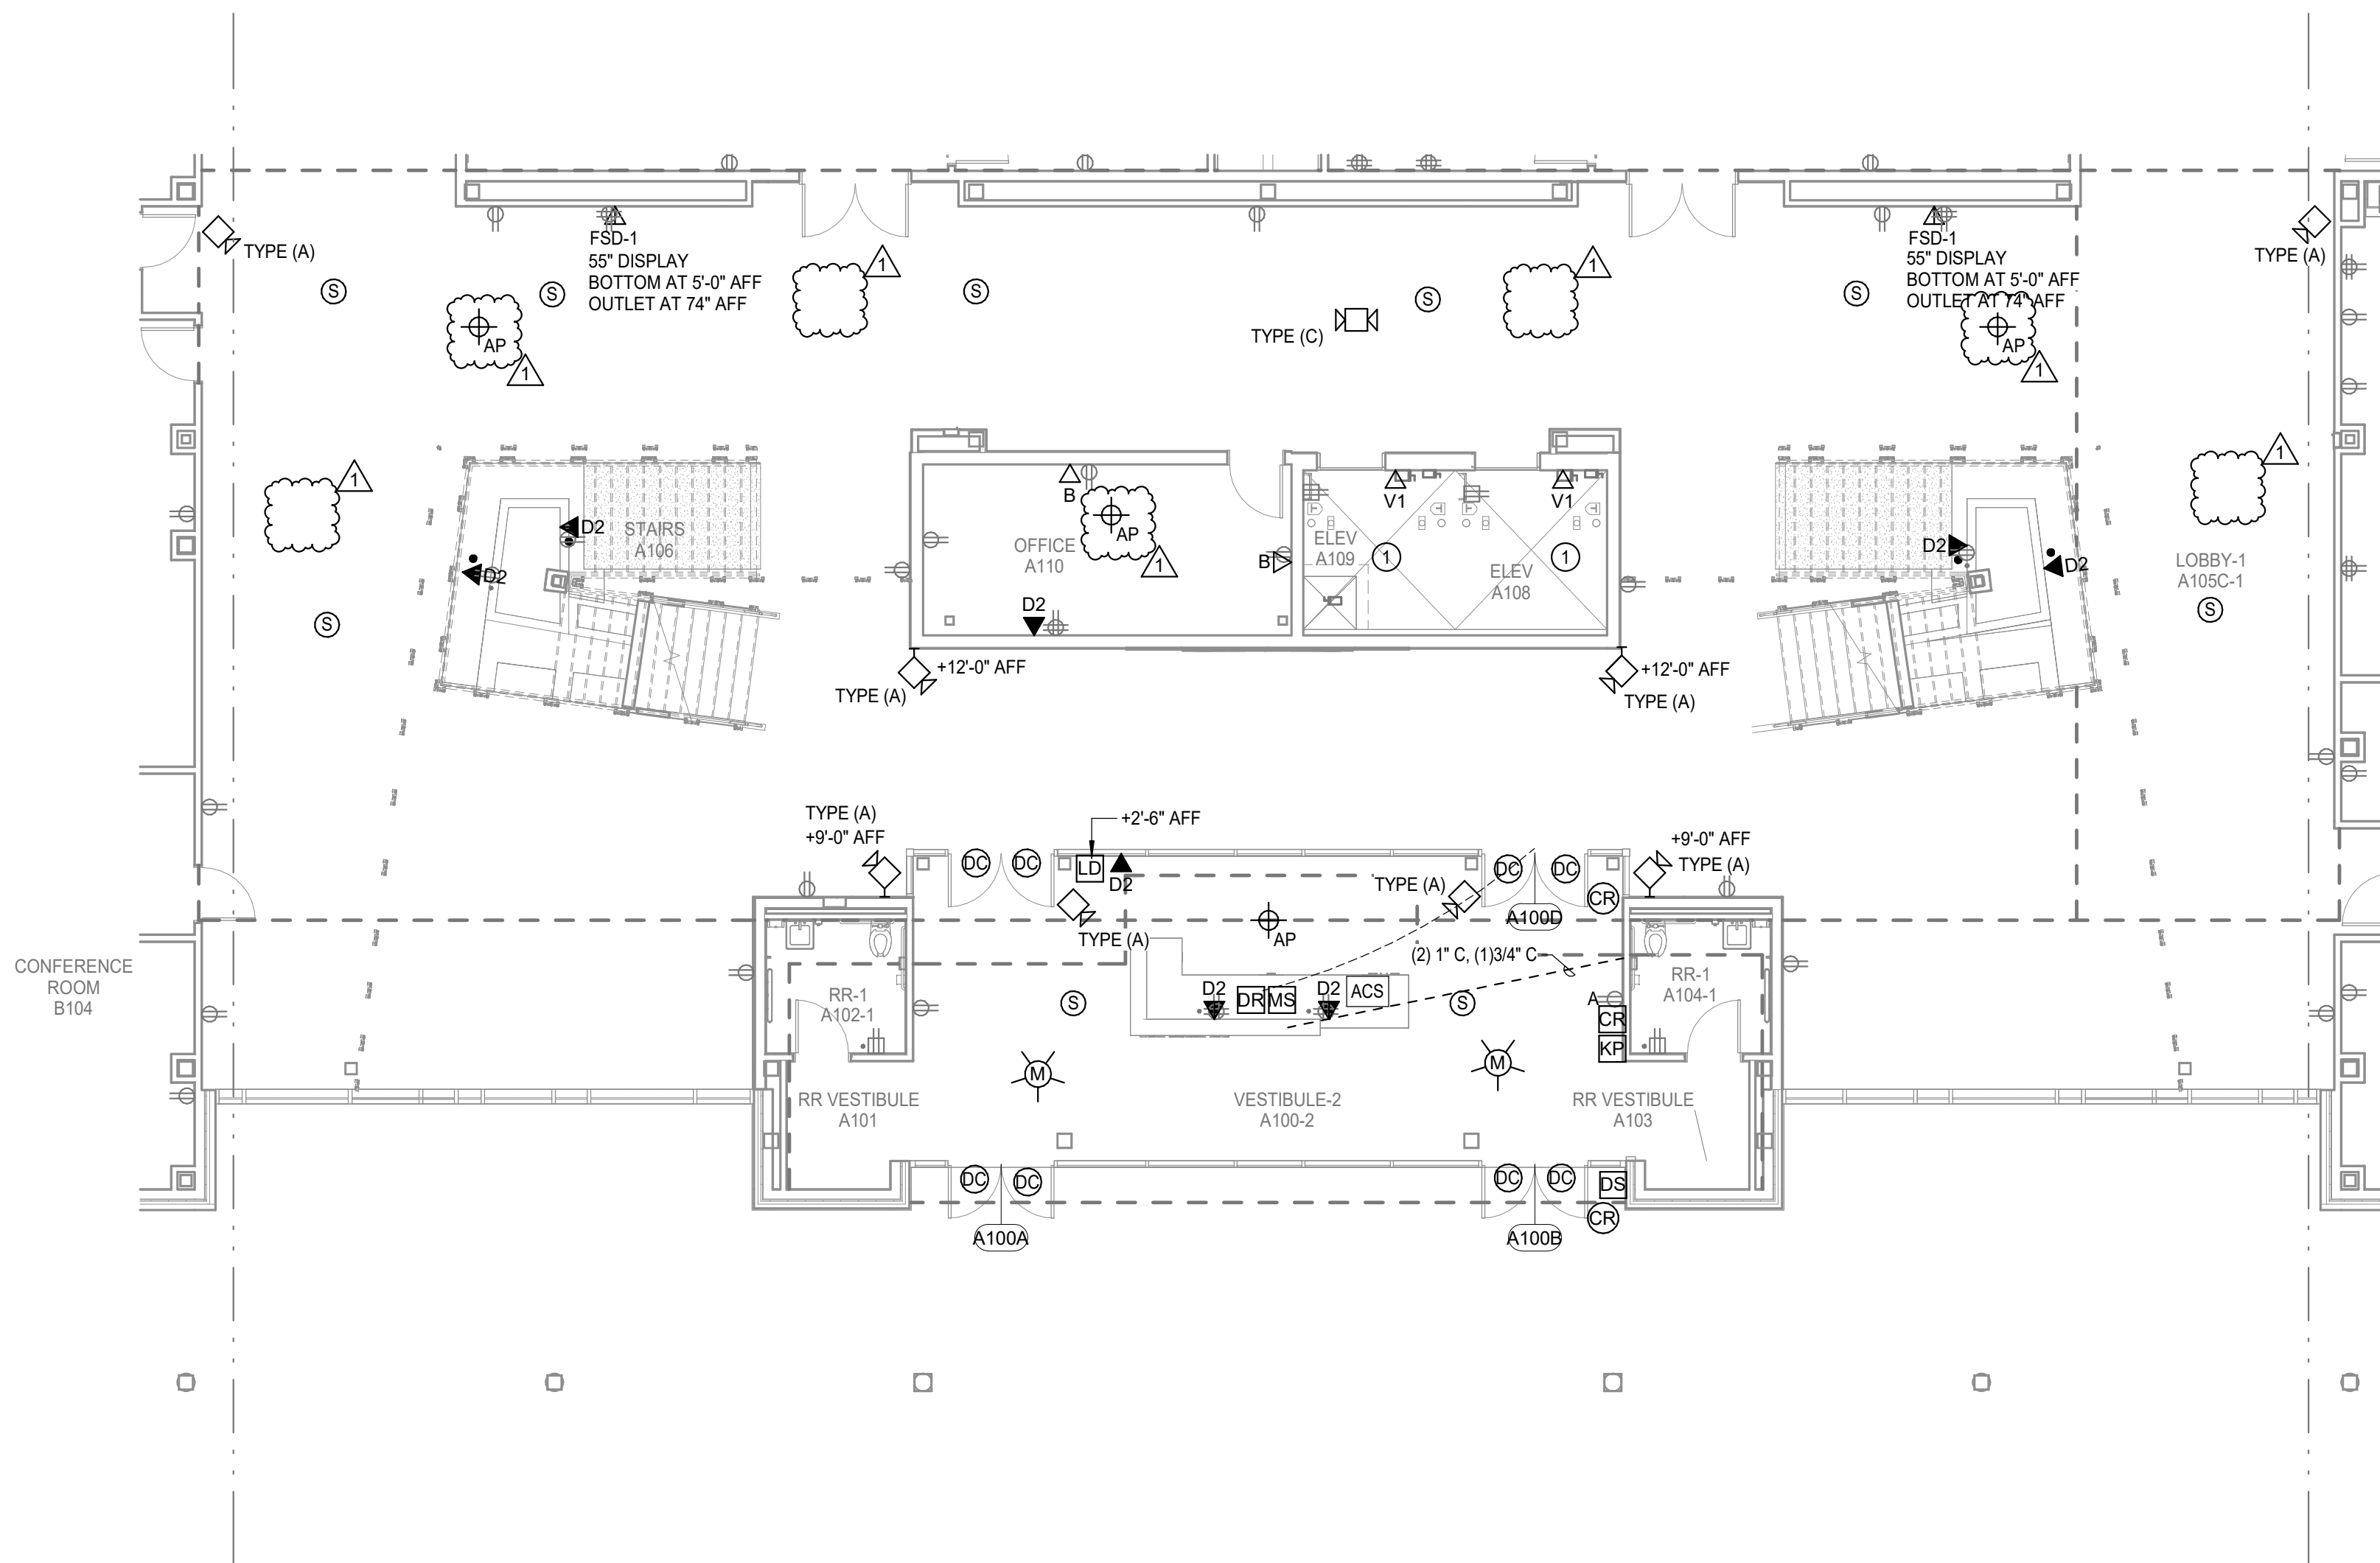 TYPE (A)
FSD-1
55" DISPLAY
BOTTOM AT 5'-0" AFF
OUTLET AT 74" AFF
FSD-1
55" DISPLAY
BOTTOM AT 5'-0" AFF
OUTLET AT 74" AFF
TYPE (A)
1
1
S
S
S
S
S
AP
1
TYPE (C)
AP
1
1
1
B
V1
V1
D2
STAIRS
A106
D2
OFFICE
A110
AP
1
B
ELEV
A109
1
1
ELEV
A108
D2
D2
LOBBY-1
A105C-1
S
S
D2
+12'-0" AFF
TYPE (A)
+12'-0" AFF
TYPE (A)
TYPE (A)
+9'-0" AFF
+2'-6" AFF
+9'-0" AFF
TYPE (A)
DC
DC
LD
D2
TYPE (A)
DC
DC
CR
A100D
TYPE (A)
AP
(2) 1" C, (1)3/4" C
CONFERENCE
ROOM
B104
RR-1
A102-1
S
D2
DR
MS
D2
ACS
S
A
RR-1
A104-1
CR
KP
M
M
RR VESTIBULE
A101
VESTIBULE-2
A100-2
RR VESTIBULE
A103
DC
DC
DC
DC
DS
CR
A100A
A100B